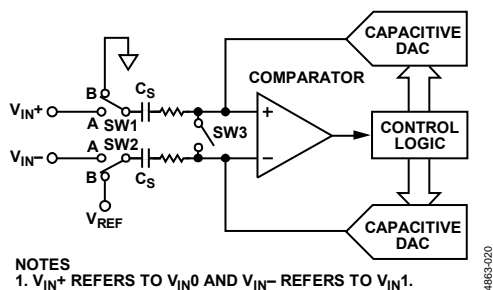 CAPACITIVE
DAC
COMPARATOR
B
CS
VIN+
A
SW1
SW3
CONTROL
LOGIC
VIN–
A
SW2
B
CS
VREF
+
–
CAPACITIVE
DAC
NOTES
1. VIN+ REFERS TO VIN0 AND VIN– REFERS TO VIN1.
4863-020